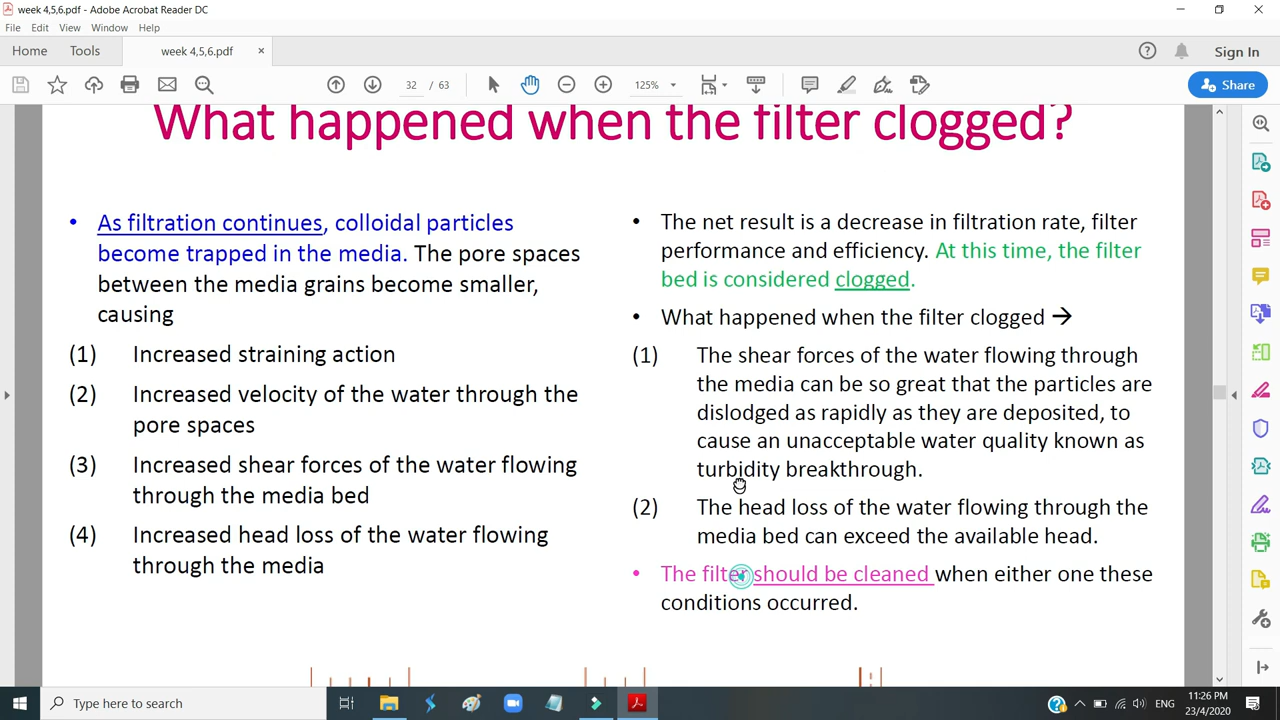 week 4,5,6.pdf - Adobe Acrobat Reader DC
File Edit View Window Help
Home Tools week 4,5,6.pdf × Sign In
32 / 63 125% Share
What happened when the filter clogged?
• As filtration continues, colloidal particles
become trapped in the media. The pore spaces
between the media grains become smaller,
causing
(1) Increased straining action
(2) Increased velocity of the water through the
pore spaces
(3) Increased shear forces of the water flowing
through the media bed
(4) Increased head loss of the water flowing
through the media
• The net result is a decrease in filtration rate, filter
performance and efficiency. At this time, the filter
bed is considered clogged.
• What happened when the filter clogged →
(1) The shear forces of the water flowing through
the media can be so great that the particles are
dislodged as rapidly as they are deposited, to
cause an unacceptable water quality known as
turbidity breakthrough.
(2) The head loss of the water flowing through the
media bed can exceed the available head.
• The filter should be cleaned when either one these
conditions occurred.
Type here to search
ENG
11:26 PM
23/4/2020